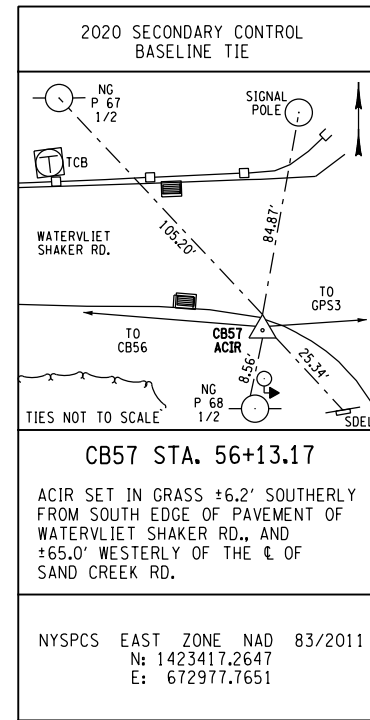 2020 SECONDARY CONTROL
BASELINE TIE
NG
P 67
1/2
SIGNAL
POLE
T
TCB
105.20'
84.87'
WATERVLIET
SHAKER RD.
TO
GPS3
TO
CB56
CB57
ACIR
8.56'
25.34'
NG
P 68
1/2
TIES NOT TO SCALE
SDEL
CB57 STA. 56+13.17
ACIR SET IN GRASS ±6.2' SOUTHERLY
FROM SOUTH EDGE OF PAVEMENT OF
WATERVLIET SHAKER RD., AND
±65.0' WESTERLY OF THE ℄ OF
SAND CREEK RD.
NYSPCS EAST ZONE NAD 83/2011
N: 1423417.2647
E: 672977.7651